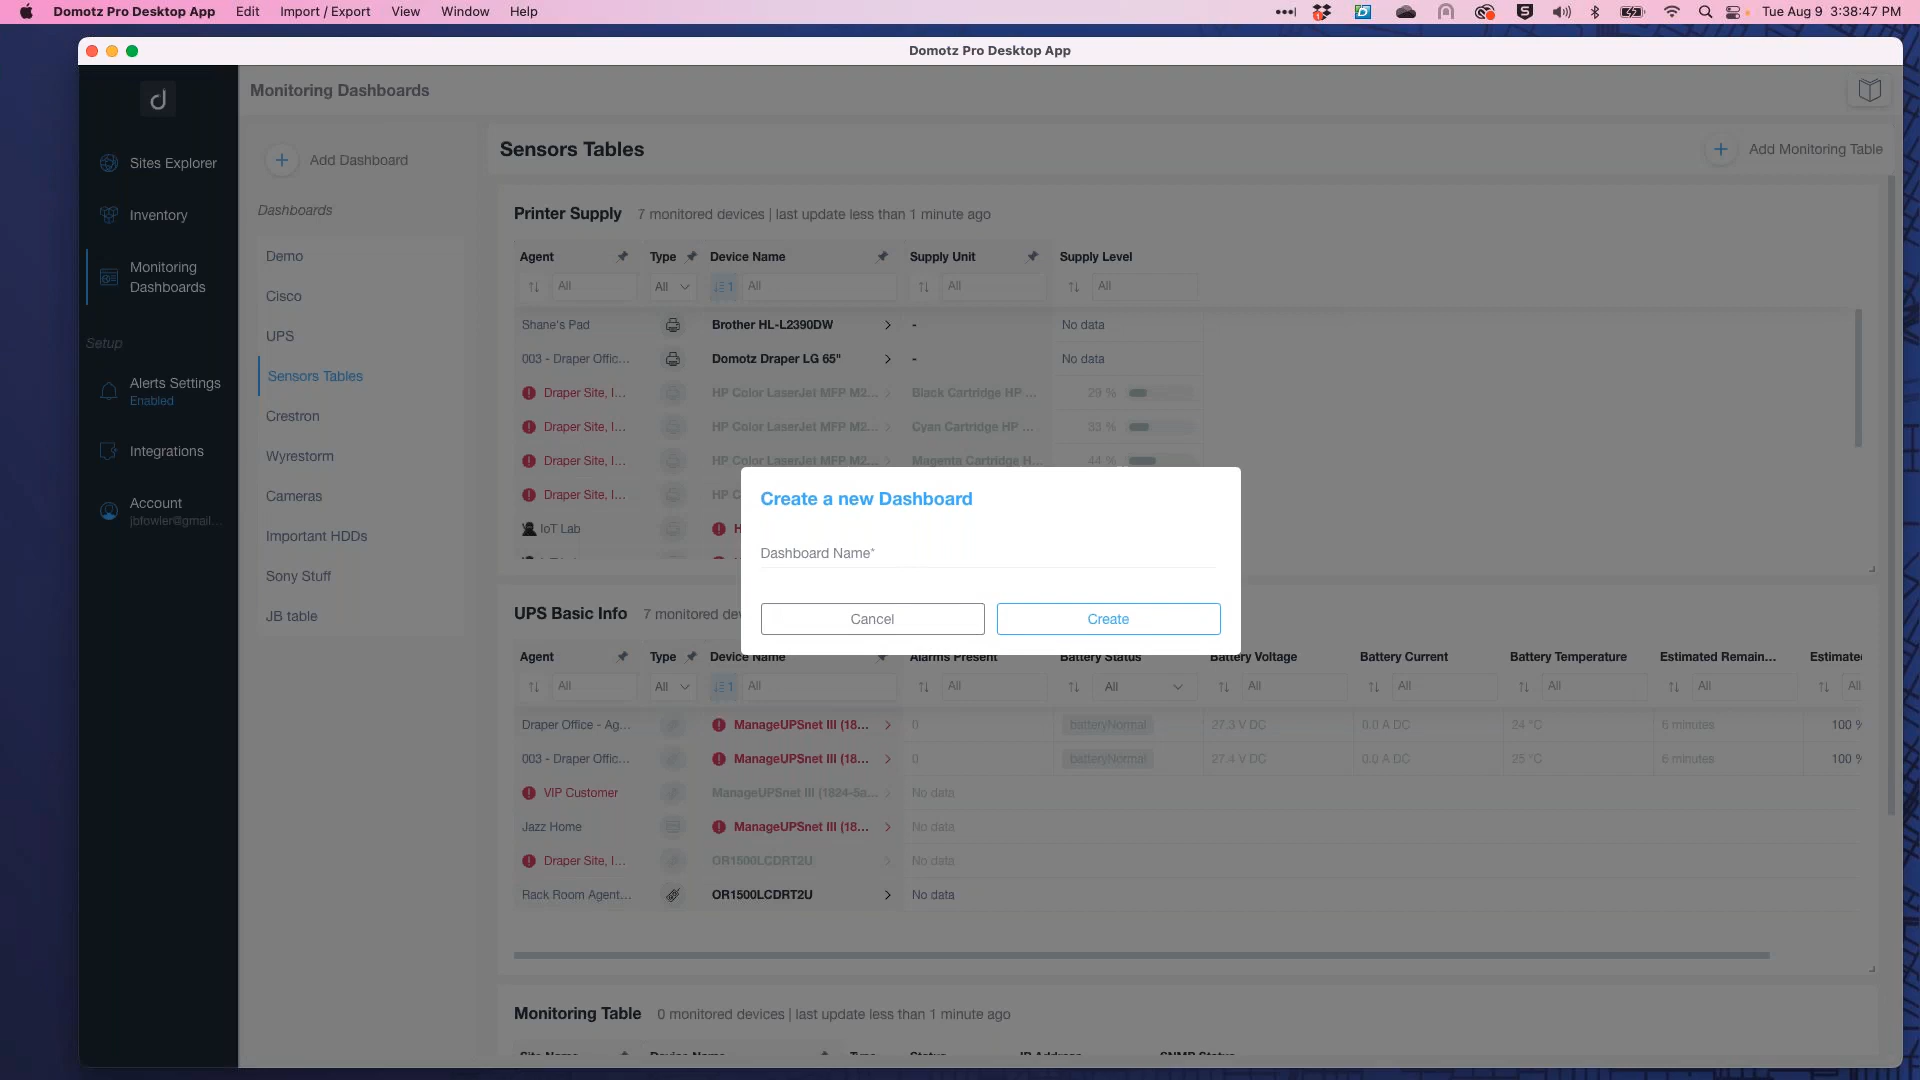 Domotz Pro Desktop App Edit Import / Export View Window Help Tue Aug 9 3:38:47 PM
Domotz Pro Desktop App
Monitoring Dashboards
Sites Explorer
Inventory
Monitoring
Dashboards
Setup
Alerts Settings
Enabled
Integrations
Account
jbfowler@gmail...
Add Dashboard
Dashboards
Demo
Cisco
UPS
Sensors Tables
Crestron
Wyrestorm
Cameras
Important HDDs
Sony Stuff
JB table
Sensors Tables
Add Monitoring Table
Printer Supply 7 monitored devices | last update less than 1 minute ago
Agent Type Device Name Supply Unit Supply Level
All All 1 All All All
Shane's Pad Brother HL-L2390DW - No data
003 - Draper Offic... Domotz Draper LG 65" - No data
Draper Site, I... HP Color LaserJet MFP M2... Black Cartridge HP ... 29 %
Draper Site, I... HP Color LaserJet MFP M2... Cyan Cartridge HP ... 33 %
Draper Site, I... HP Color LaserJet MFP M2... Magenta Cartridge H... 44 %
Draper Site, I... HP C
IoT Lab H
Create a new Dashboard
Dashboard Name*
Cancel Create
UPS Basic Info 7 monitored dev
Agent Type Device Name Alarms Present Battery Status Battery Voltage Battery Current Battery Temperature Estimated Remain... Estimated
All All 1 All All All All All All All All
Draper Office - Ag... ManageUPSnet III (18... 0 batteryNormal 27.3 V DC 0.0 A DC 24 °C 6 minutes 100 %
003 - Draper Offic... ManageUPSnet III (18... 0 batteryNormal 27.4 V DC 0.0 A DC 25 °C 6 minutes 100 %
VIP Customer ManageUPSnet III (1824-5a... No data
Jazz Home ManageUPSnet III (18... No data
Draper Site, I... OR1500LCDRT2U No data
Rack Room Agent... OR1500LCDRT2U No data
Monitoring Table 0 monitored devices | last update less than 1 minute ago
Site Name Device Name Type Status IP Address SNMP Status